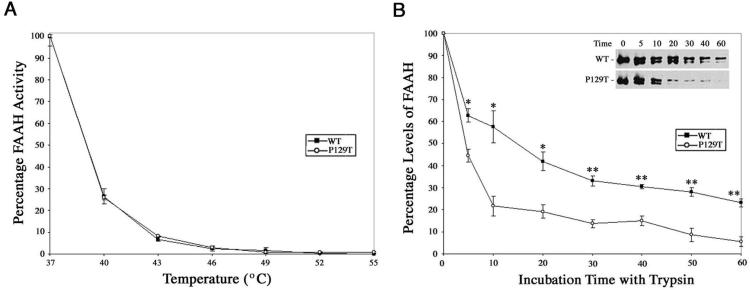 A
Percentage FAAH Activity
100
90
80
70
60
50
40
30
20
10
0
37 40 43 46 49 52 55
Temperature (°C)
WT
P129T
B
Percentage Levels of FAAH
100
90
80
70
60
50
40
30
20
10
0
0 10 20 30 40 50 60
Incubation Time with Trypsin
Time 0 5 10 20 30 40 60
WT -
P129T -
WT
P129T
* * * ** ** ** **